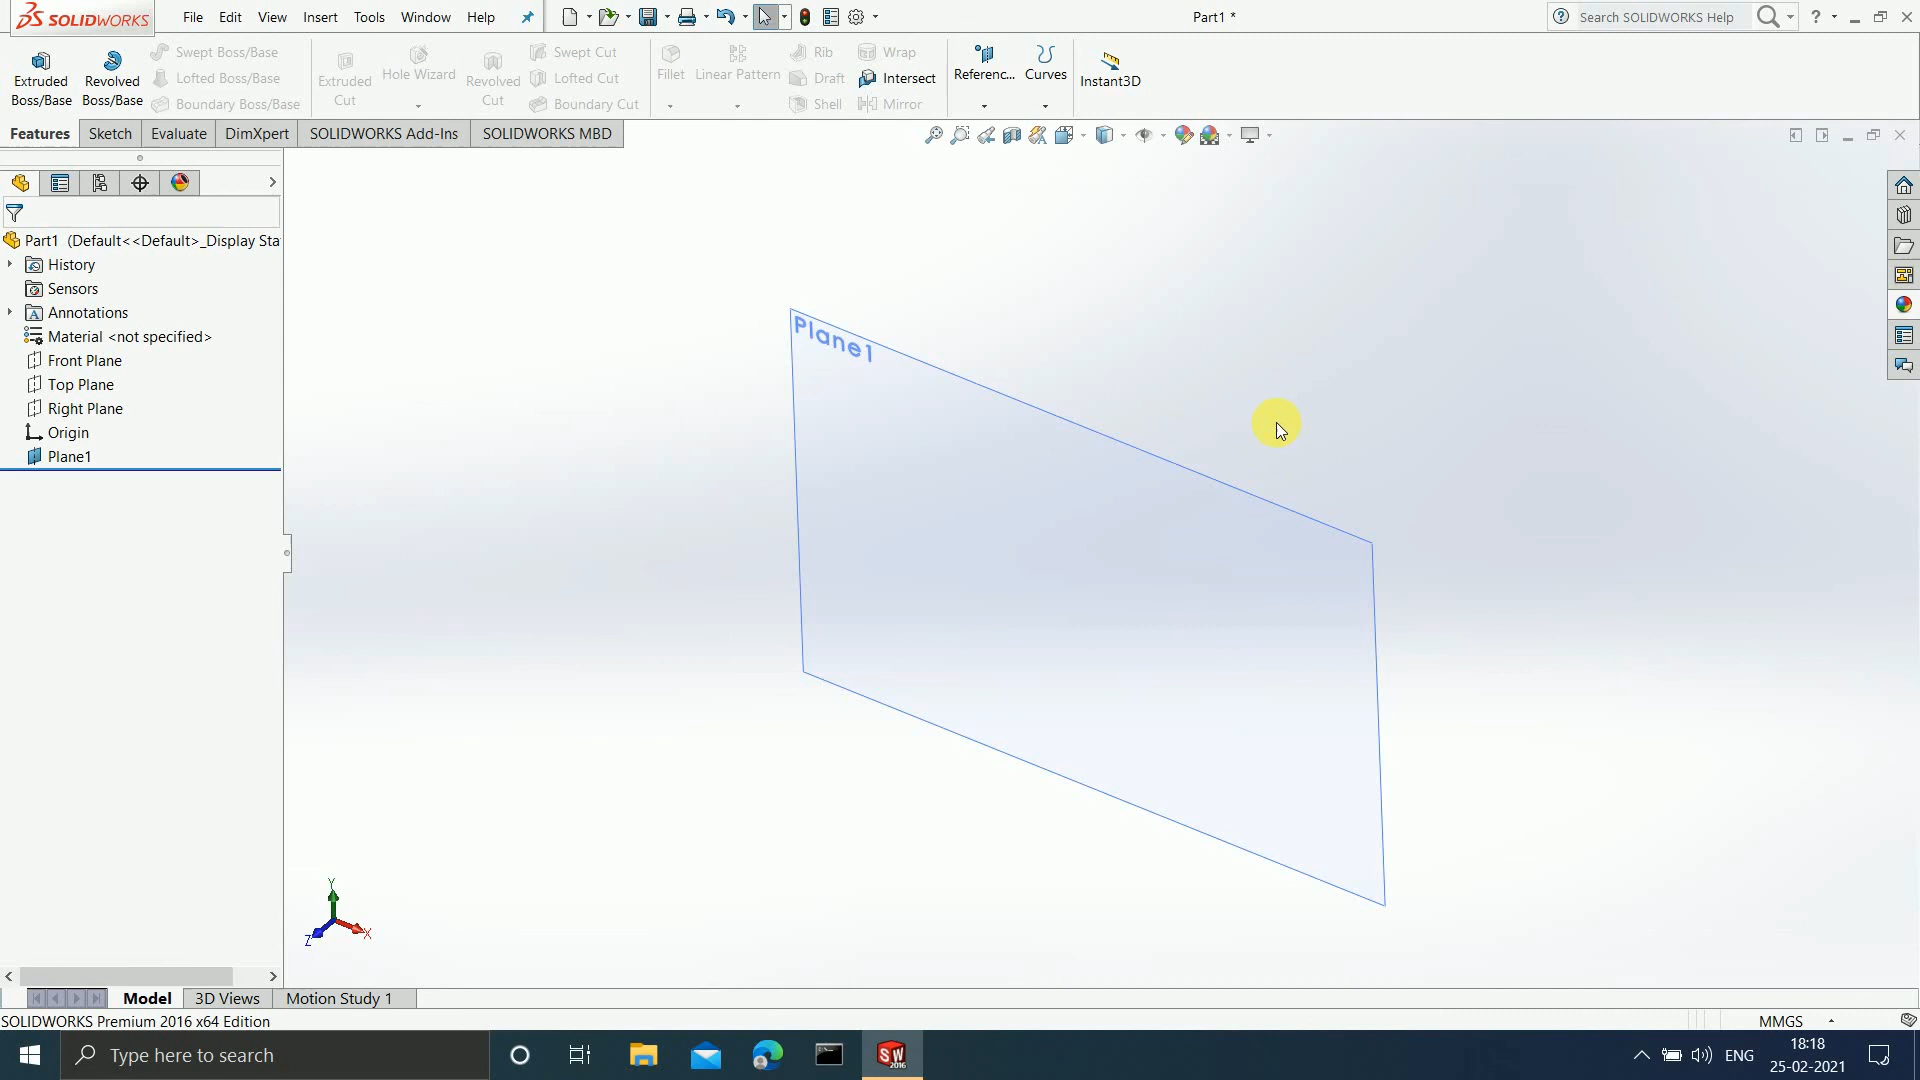 SOLIDWORKS File Edit View Insert Tools Window Help Part1 * Search SOLIDWORKS Help ?
Extruded Boss/Base
Revolved Boss/Base
Swept Boss/Base
Lofted Boss/Base
Boundary Boss/Base
Extruded Cut
Hole Wizard
Revolved Cut
Swept Cut
Lofted Cut
Boundary Cut
Fillet
Linear Pattern
Rib
Draft
Shell
Wrap
Intersect
Mirror
Referenc...
Curves
Instant3D
Features Sketch Evaluate DimXpert SOLIDWORKS Add-Ins SOLIDWORKS MBD
Part1 (Default<<Default>_Display Sta
History
Sensors
Annotations
Material <not specified>
Front Plane
Top Plane
Right Plane
Origin
Plane1
Plane1
Y
X
Z
Model 3D Views Motion Study 1
SOLIDWORKS Premium 2016 x64 Edition MMGS
Type here to search
SW 2016
ENG
18:18
25-02-2021